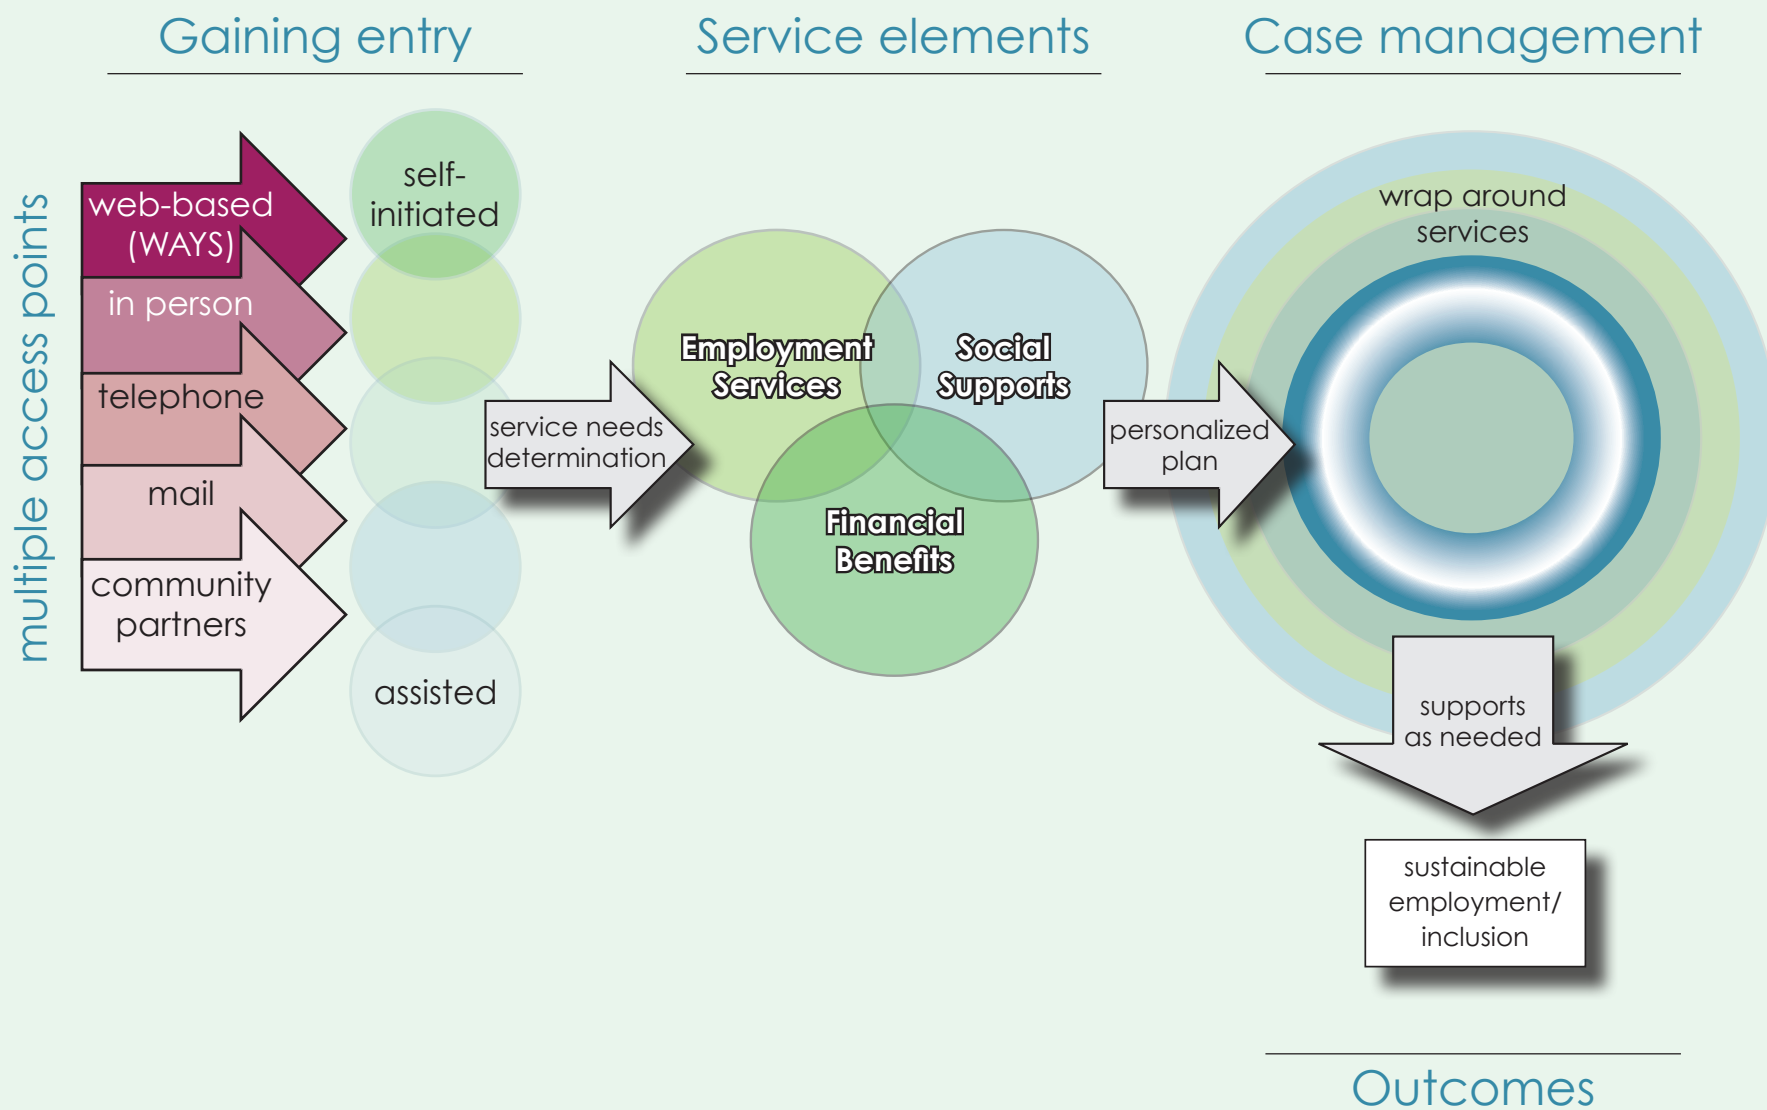 Gaining entry
Service elements
Case management
multiple access points
web-based
(WAYS)
in person
telephone
mail
community
partners
self-
initiated
assisted
service needs
determination
Employment
Services
Social
Supports
Financial
Benefits
personalized
plan
wrap around
services
supports
as needed
sustainable
employment/
inclusion
Outcomes